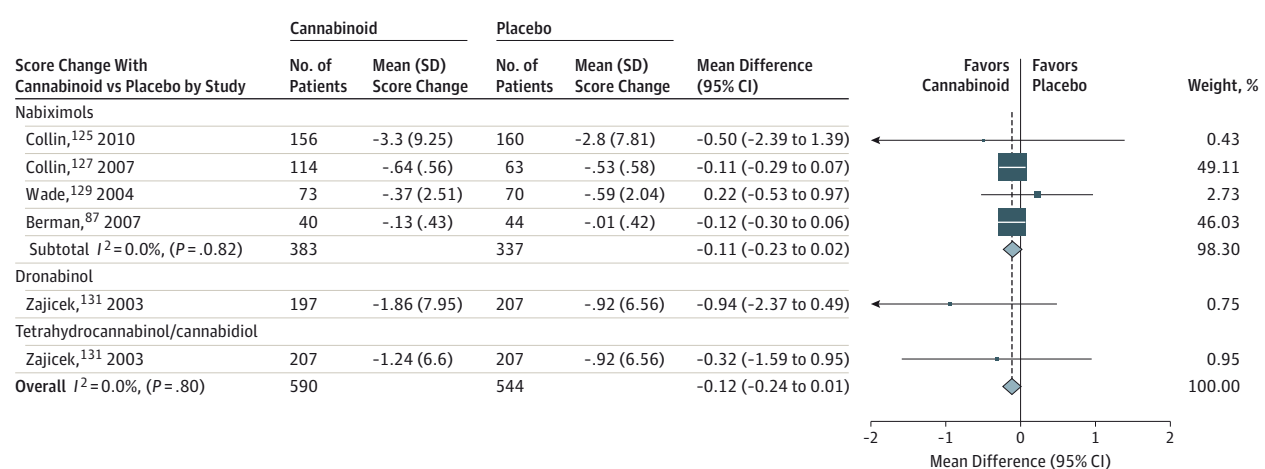 Cannabinoid Placebo
Score Change With No. of Mean (SD) No. of Mean (SD) Mean Difference Favors Favors
Cannabinoid vs Placebo by Study Patients Score Change Patients Score Change (95% CI) Cannabinoid Placebo Weight, %
Nabiximols
Collin,125 2010 156 -3.3 (9.25) 160 -2.8 (7.81) -0.50 (-2.39 to 1.39) 0.43
Collin,127 2007 114 -.64 (.56) 63 -.53 (.58) -0.11 (-0.29 to 0.07) 49.11
Wade,129 2004 73 -.37 (2.51) 70 -.59 (2.04) 0.22 (-0.53 to 0.97) 2.73
Berman,87 2007 40 -.13 (.43) 44 -.01 (.42) -0.12 (-0.30 to 0.06) 46.03
Subtotal I2=0.0%, (P=.0.82) 383 337 -0.11 (-0.23 to 0.02) 98.30
Dronabinol
Zajicek,131 2003 197 -1.86 (7.95) 207 -.92 (6.56) -0.94 (-2.37 to 0.49) 0.75
Tetrahydrocannabinol/cannabidiol
Zajicek,131 2003 207 -1.24 (6.6) 207 -.92 (6.56) -0.32 (-1.59 to 0.95) 0.95
Overall I2=0.0%, (P=.80) 590 544 -0.12 (-0.24 to 0.01) 100.00
-2 -1 0 1 2
Mean Difference (95% CI)